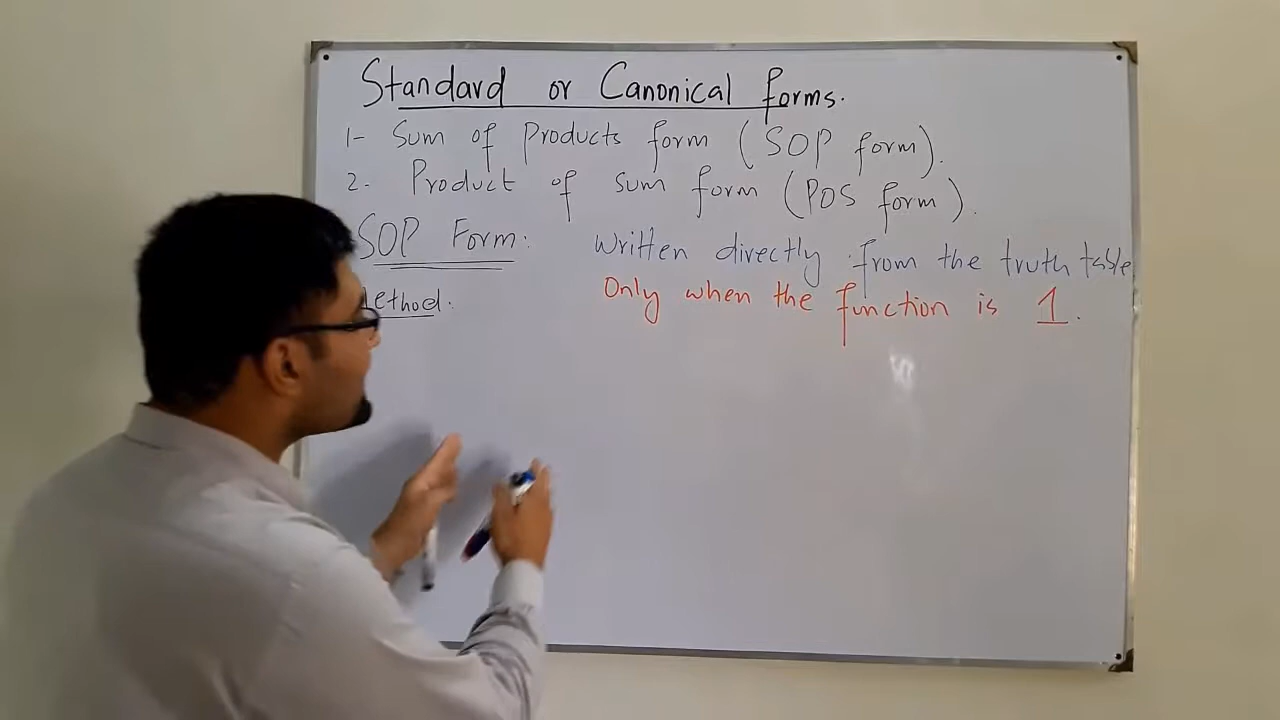 Standard or Canonical forms.
1- Sum of Products form (SOP form).
2- Product of sum form (POS form).
SOP Form: Written directly from the truth table
ethod: Only when the function is 1.